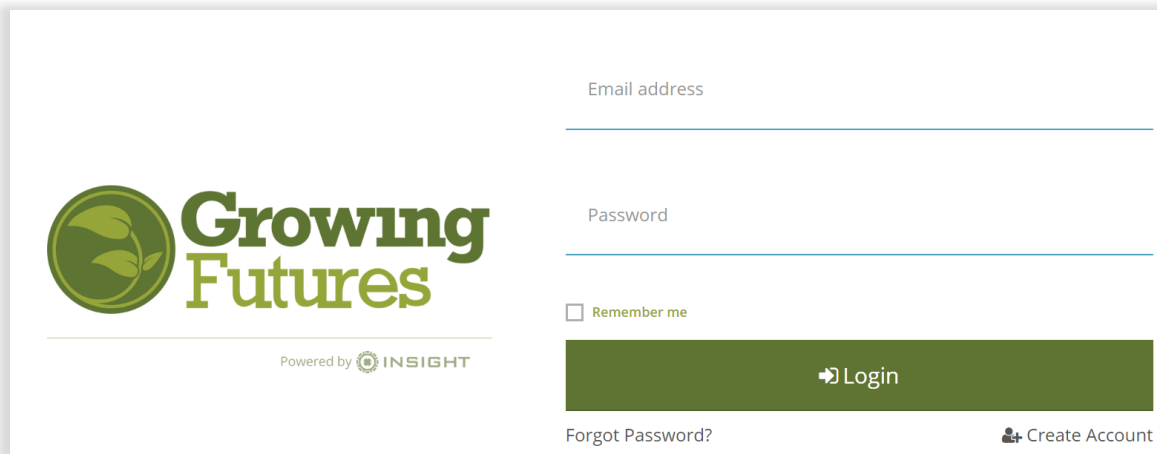 Growing
Futures
Powered by INSIGHT
Email address
Password
Remember me
Login
Forgot Password?
Create Account